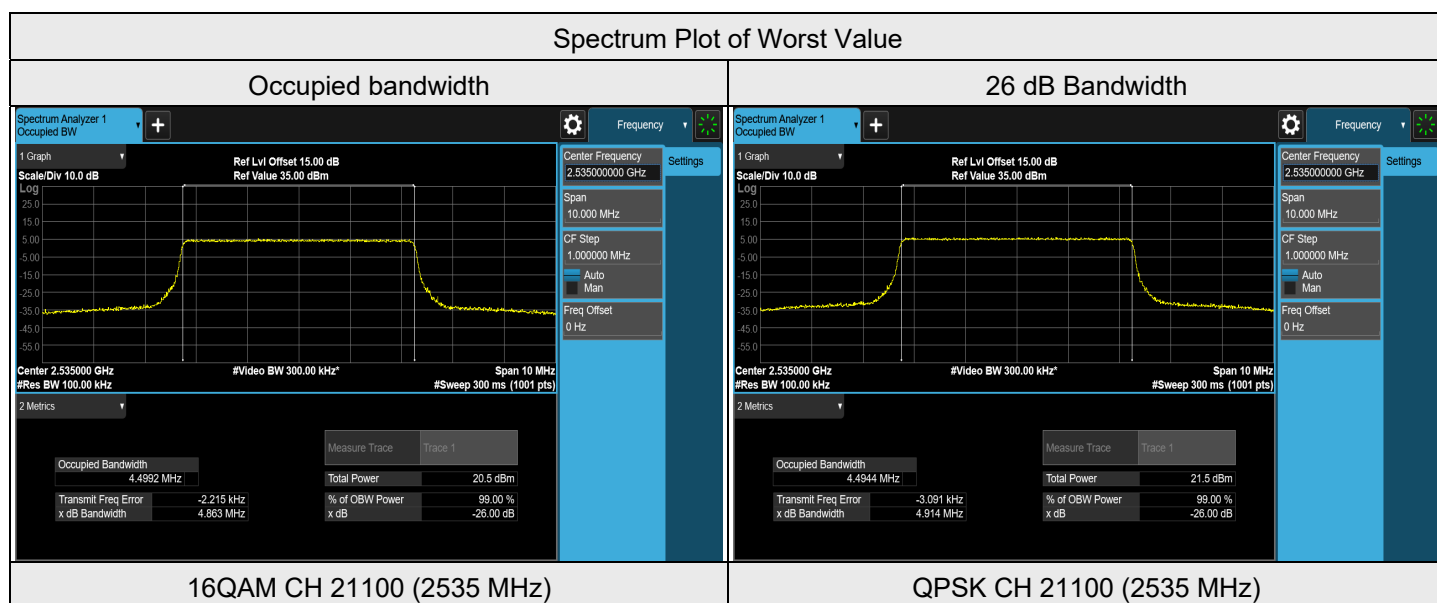 Spectrum Plot of Worst Value
Occupied bandwidth
26 dB Bandwidth
Spectrum Analyzer 1
Occupied BW
+
Frequency
1 Graph
Ref Lvl Offset 15.00 dB
Scale/Div 10.0 dB
Ref Value 35.00 dBm
Log
25.0
15.0
5.00
-5.00
-15.0
-25.0
-35.0
-45.0
-55.0
Center 2.535000 GHz
#Video BW 300.00 kHz*
Span 10 MHz
#Res BW 100.00 kHz
#Sweep 300 ms (1001 pts)
Center Frequency
2.535000000 GHz
Settings
Span
10.000 MHz
CF Step
1.000000 MHz
Auto
Man
Freq Offset
0 Hz
2 Metrics
Measure Trace
Trace 1
Occupied Bandwidth
4.4992 MHz
Total Power
20.5 dBm
Transmit Freq Error
-2.215 kHz
% of OBW Power
99.00 %
x dB Bandwidth
4.863 MHz
x dB
-26.00 dB
Spectrum Analyzer 1
Occupied BW
+
Frequency
1 Graph
Ref Lvl Offset 15.00 dB
Scale/Div 10.0 dB
Ref Value 35.00 dBm
Log
25.0
15.0
5.00
-5.00
-15.0
-25.0
-35.0
-45.0
-55.0
Center 2.535000 GHz
#Video BW 300.00 kHz*
Span 10 MHz
#Res BW 100.00 kHz
#Sweep 300 ms (1001 pts)
Center Frequency
2.535000000 GHz
Settings
Span
10.000 MHz
CF Step
1.000000 MHz
Auto
Man
Freq Offset
0 Hz
2 Metrics
Measure Trace
Trace 1
Occupied Bandwidth
4.4944 MHz
Total Power
21.5 dBm
Transmit Freq Error
-3.091 kHz
% of OBW Power
99.00 %
x dB Bandwidth
4.914 MHz
x dB
-26.00 dB
16QAM CH 21100 (2535 MHz)
QPSK CH 21100 (2535 MHz)